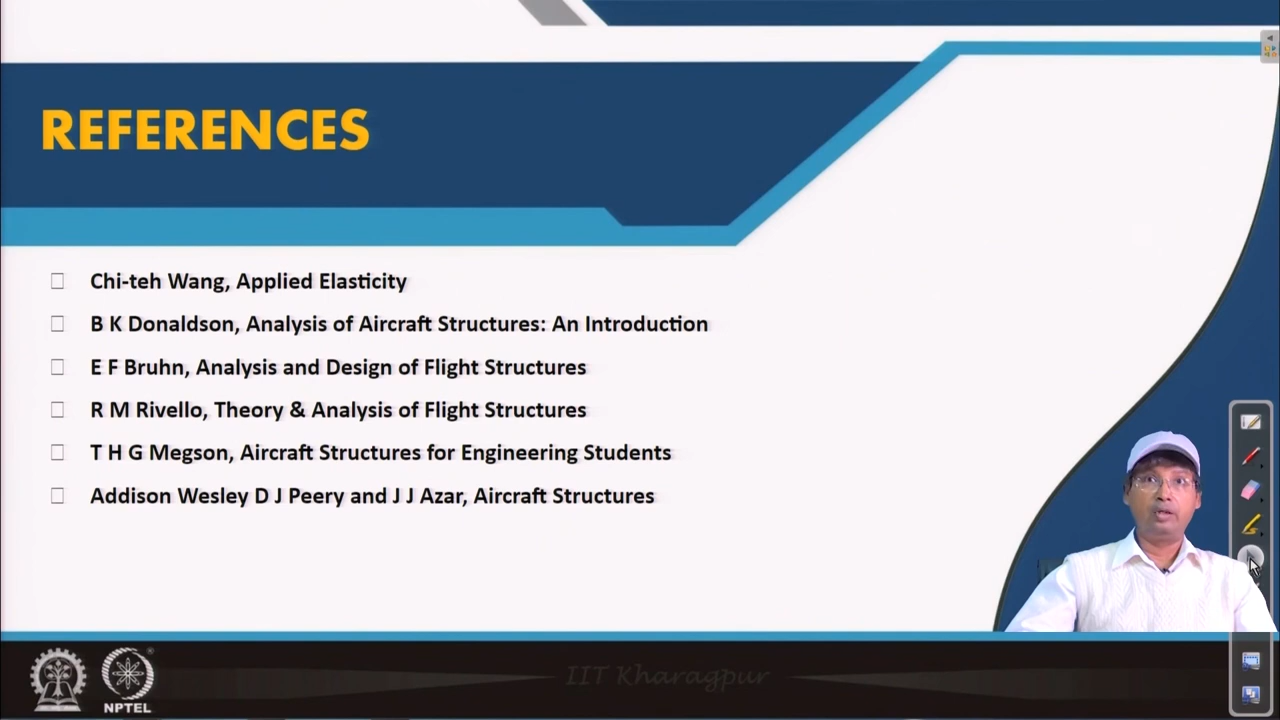 REFERENCES
Chi-teh Wang, Applied Elasticity
B K Donaldson, Analysis of Aircraft Structures: An Introduction
E F Bruhn, Analysis and Design of Flight Structures
R M Rivello, Theory & Analysis of Flight Structures
T H G Megson, Aircraft Structures for Engineering Students
Addison Wesley D J Peery and J J Azar, Aircraft Structures
IIT Kharagpur
NPTEL